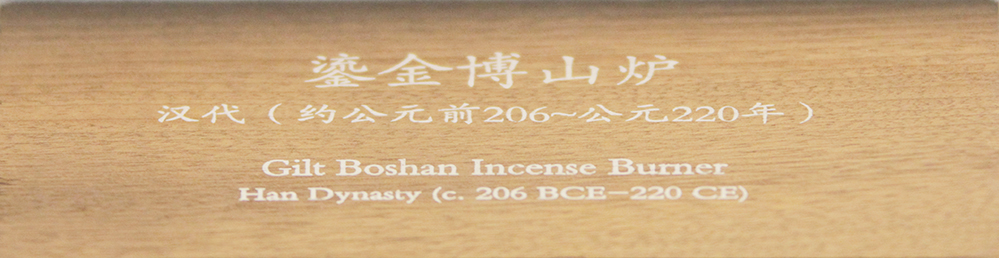 鎏金博山炉
汉代（约公元前206~公元220年）
Gilt Boshan Incense Burner
Han Dynasty (c. 206 BCE–220 CE)